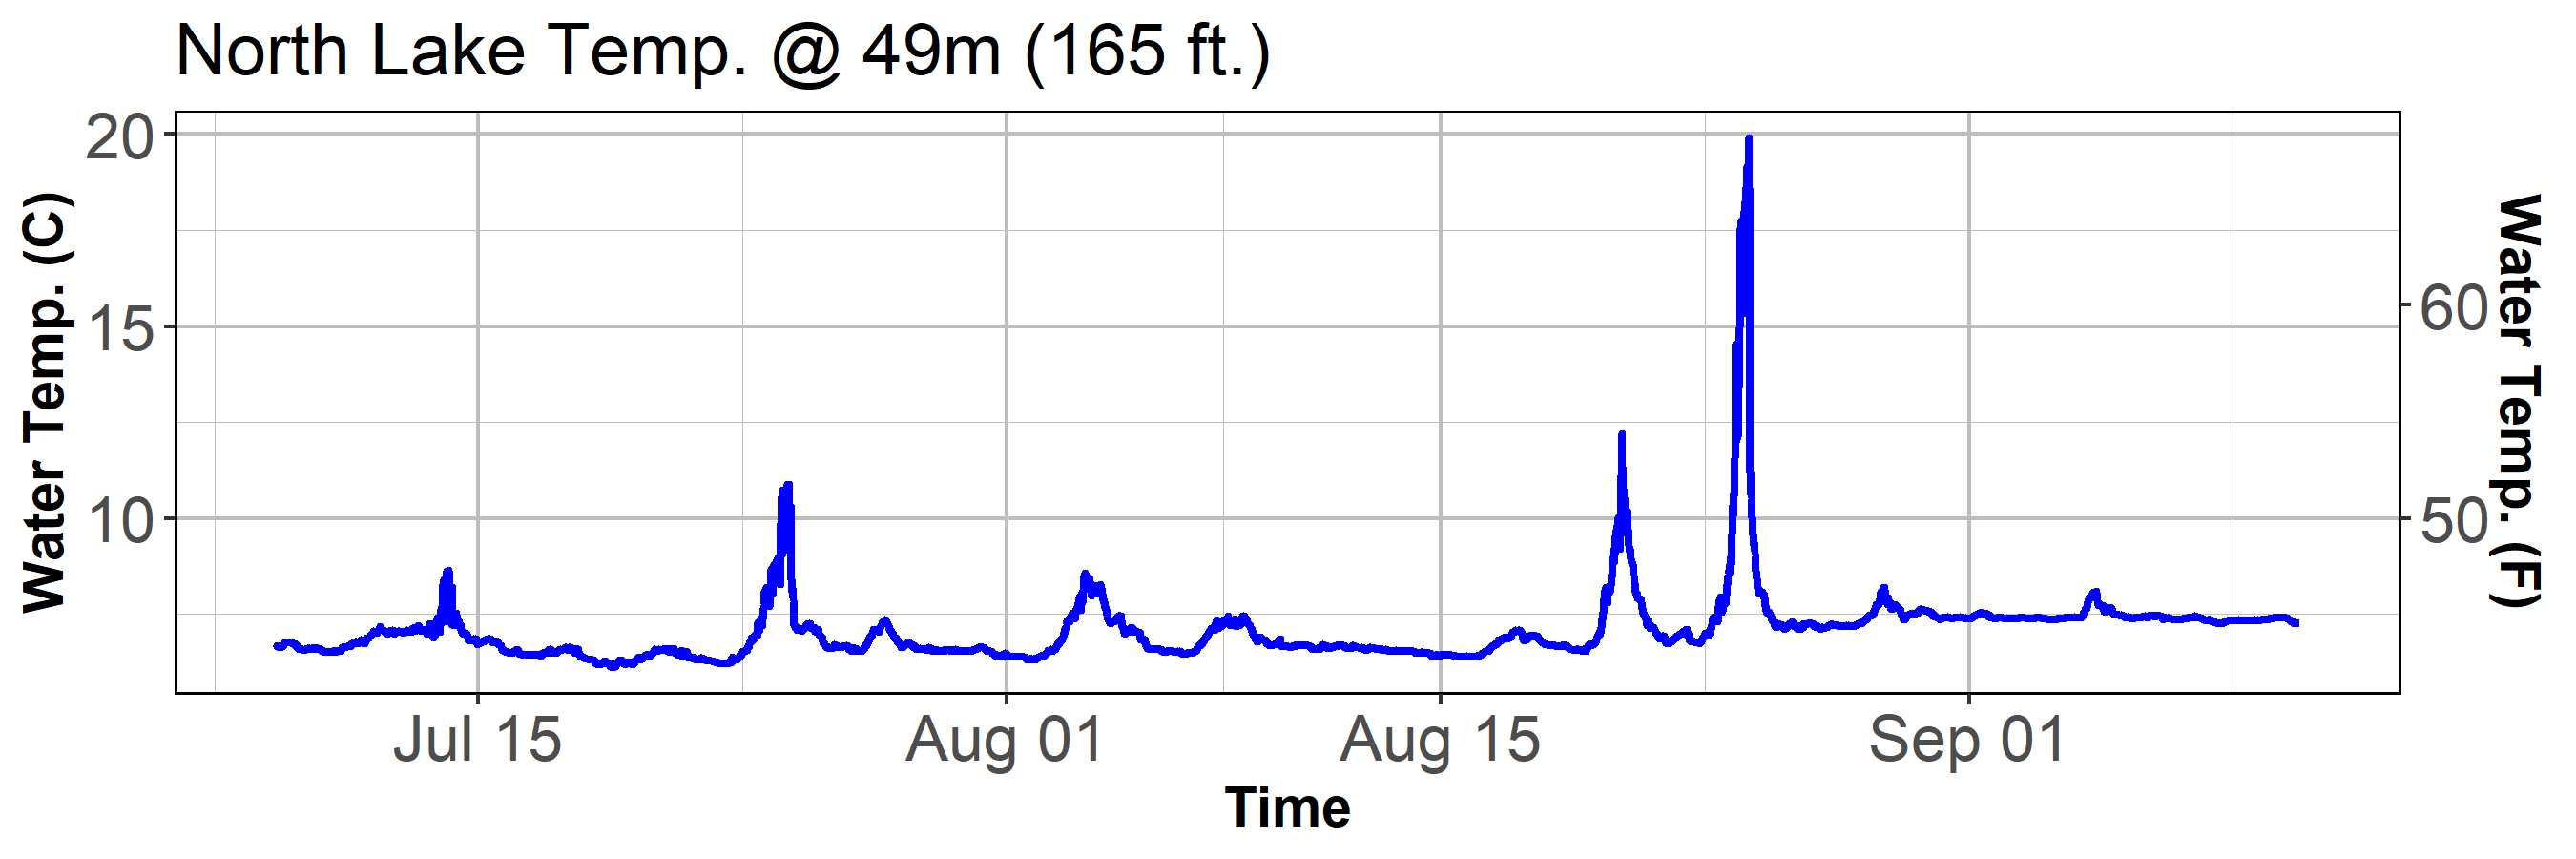 North Lake Temp. @ 49m (165 ft.)
Water Temp. (C)
20
15
10
60
50
Water Temp. (F)
Jul 15
Aug 01
Aug 15
Sep 01
Time